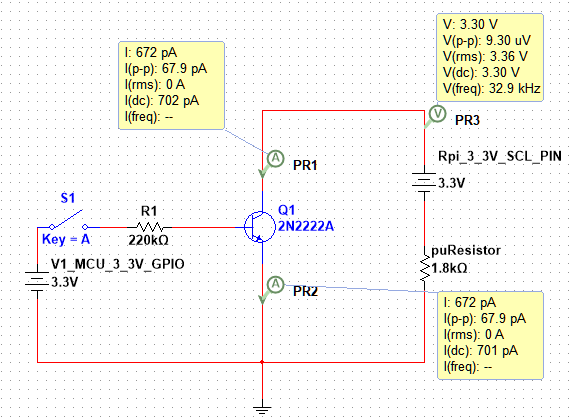 V: 3.30 V
V(p-p): 9.30 uV
V(rms): 3.36 V
V(dc): 3.30 V
V(freq): 32.9 kHz
I: 672 pA
I(p-p): 67.9 pA
I(rms): 0 A
I(dc): 702 pA
I(freq): --
V
PR3
A
PR1
Rpi_3_3V_SCL_PIN
3.3V
S1
R1
Q1
2N2222A
Key = A
220kΩ
V1_MCU_3_3V_GPIO
3.3V
puResistor
1.8kΩ
A
PR2
I: 672 pA
I(p-p): 67.9 pA
I(rms): 0 A
I(dc): 701 pA
I(freq): --